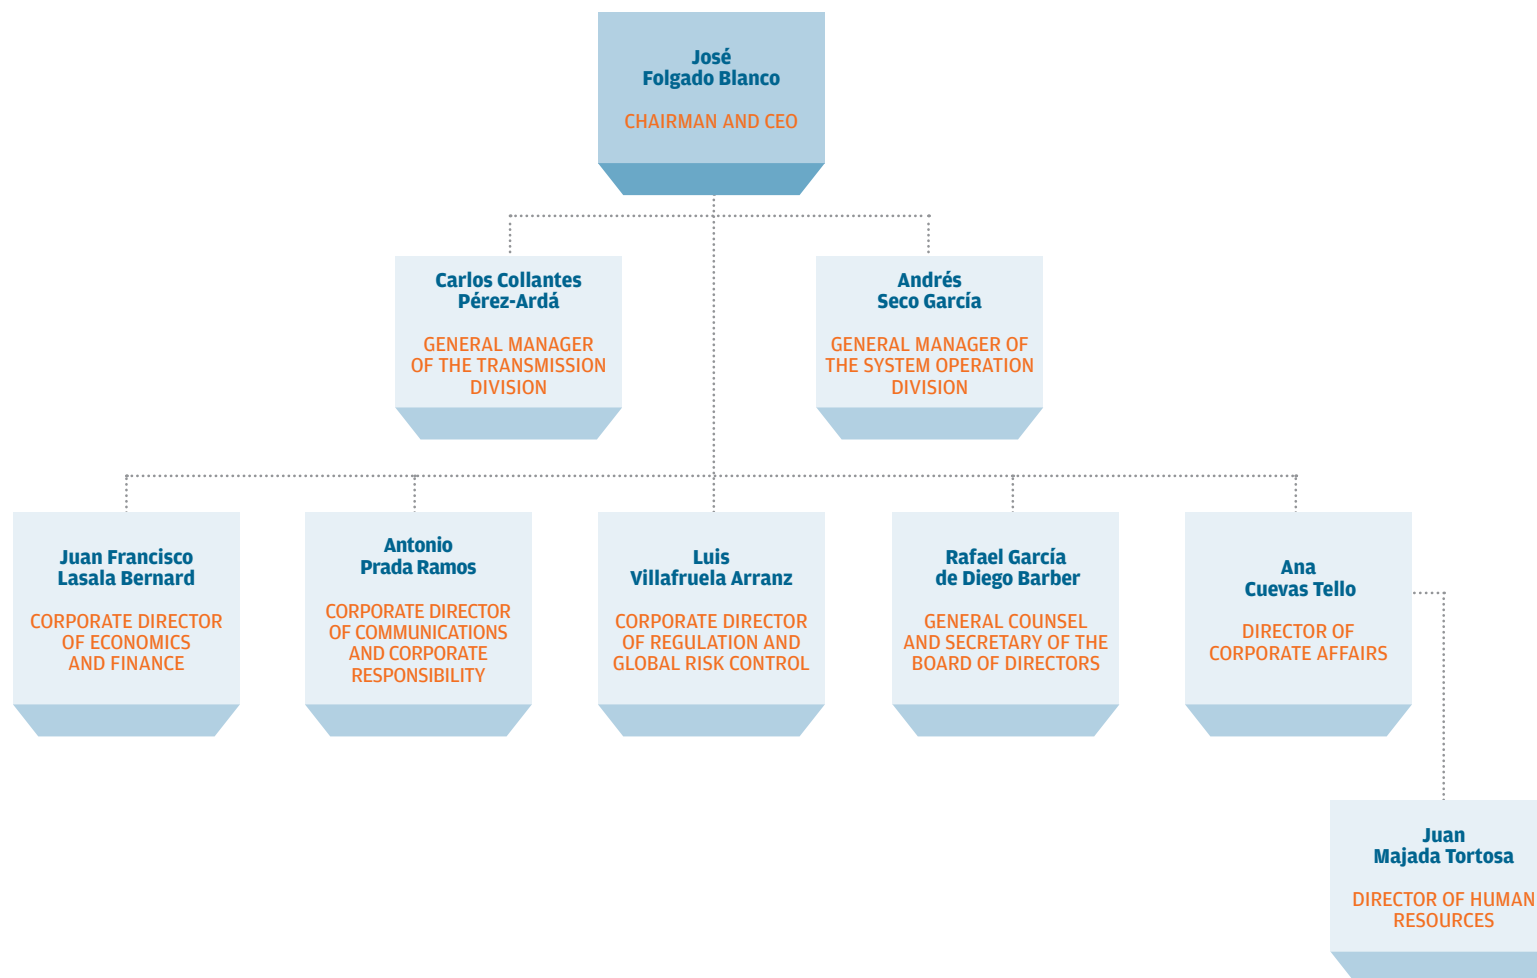 José
Folgado Blanco
CHAIRMAN AND CEO
Carlos Collantes
Pérez-Ardá
GENERAL MANAGER
OF THE TRANSMISSION
DIVISION
Andrés
Seco García
GENERAL MANAGER OF
THE SYSTEM OPERATION
DIVISION
Juan Francisco
Lasala Bernard
CORPORATE DIRECTOR
OF ECONOMICS
AND FINANCE
Antonio
Prada Ramos
CORPORATE DIRECTOR
OF COMMUNICATIONS
AND CORPORATE
RESPONSIBILITY
Luis
Villafruela Arranz
CORPORATE DIRECTOR
OF REGULATION AND
GLOBAL RISK CONTROL
Rafael García
de Diego Barber
GENERAL COUNSEL
AND SECRETARY OF THE
BOARD OF DIRECTORS
Ana
Cuevas Tello
DIRECTOR OF
CORPORATE AFFAIRS
Juan
Majada Tortosa
DIRECTOR OF HUMAN
RESOURCES